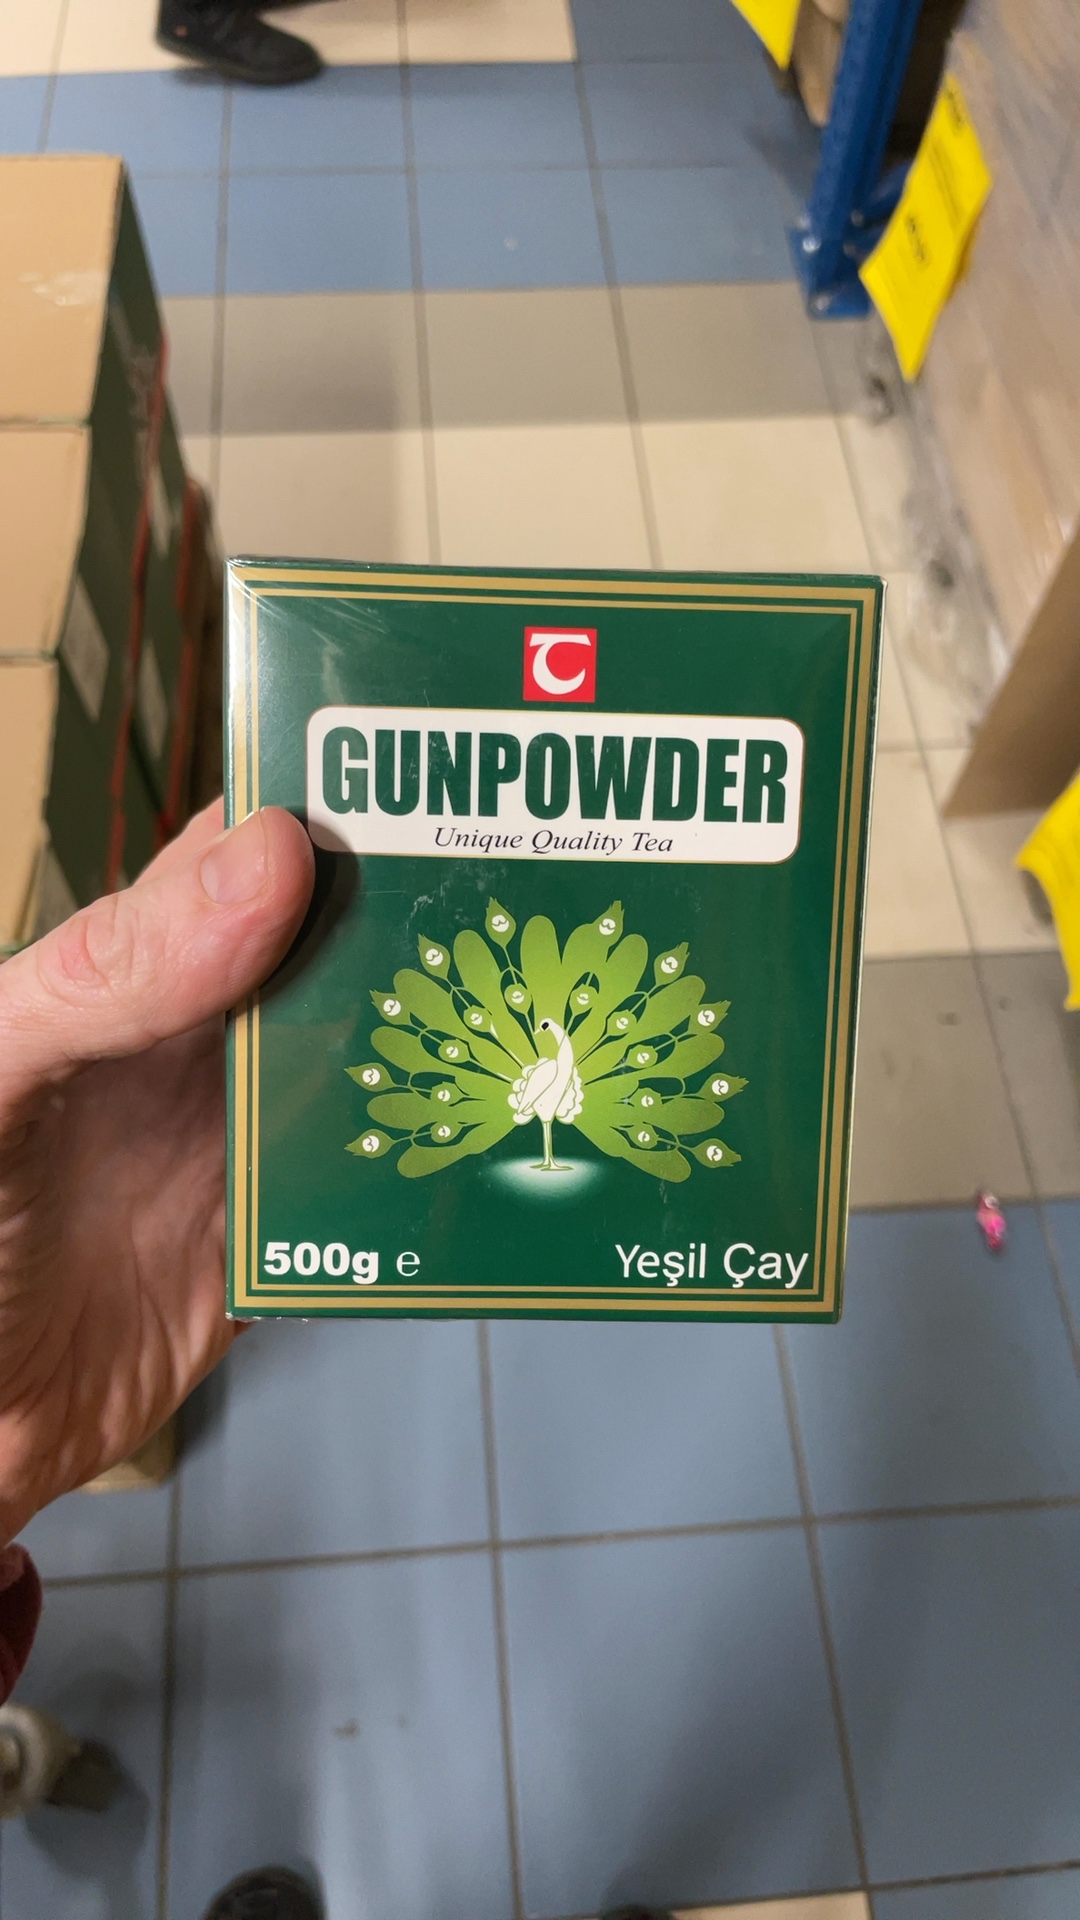 GUNPOWDER
Unique Quality Tea
500g ℮
Yeşil Çay